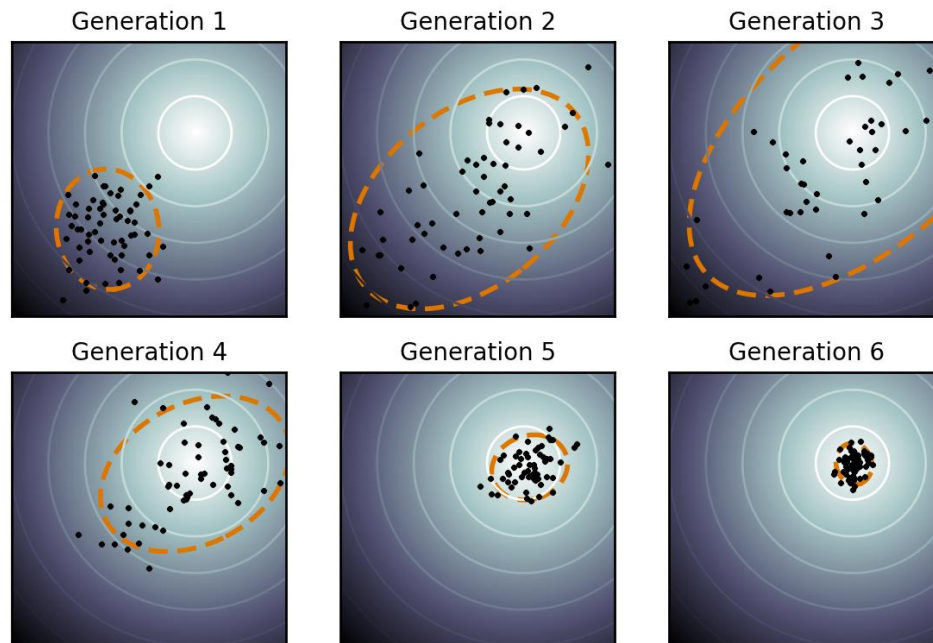 Generation 1
Generation 2
Generation 3
Generation 4
Generation 5
Generation 6